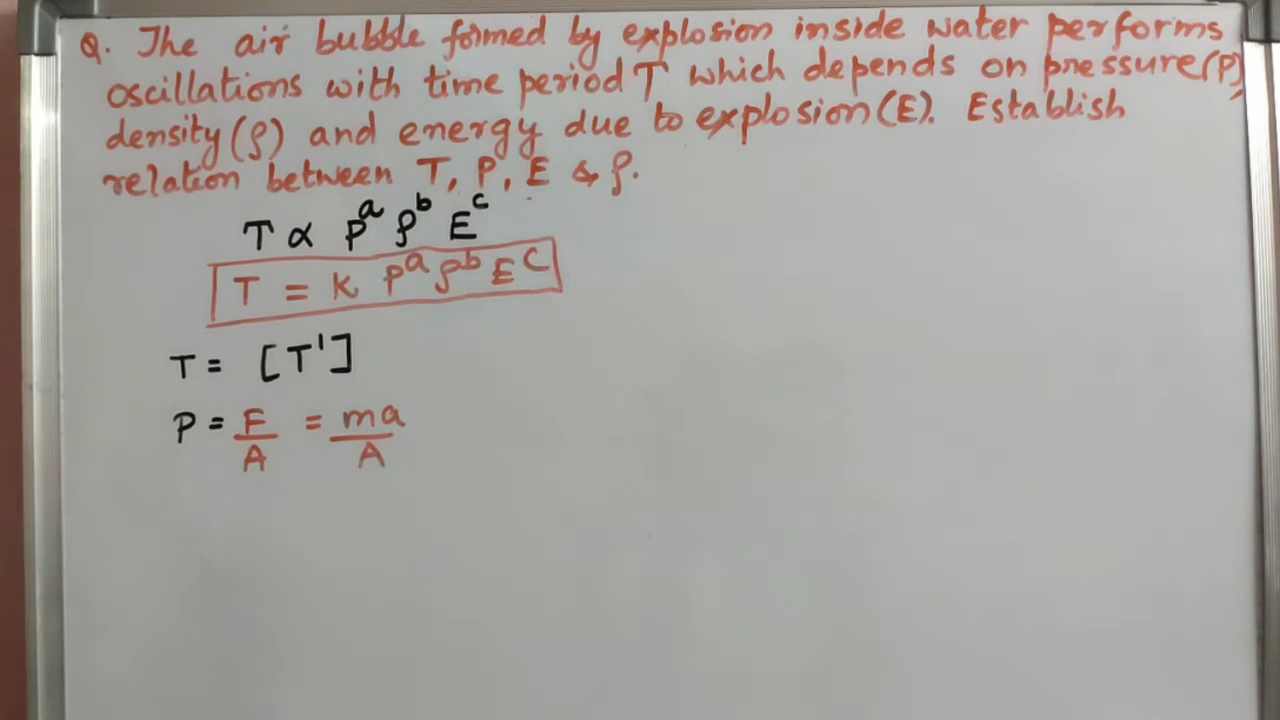 Q. The air bubble formed by explosion inside water performs
oscillations with time period T which depends on pressure(P),
density(ρ) and energy due to explosion(E). Establish
relation between T, P, E & ρ.
T ∝ P^a ρ^b E^c
T = K P^a ρ^b E^c
T = [T^1]
P = F/A = ma/A